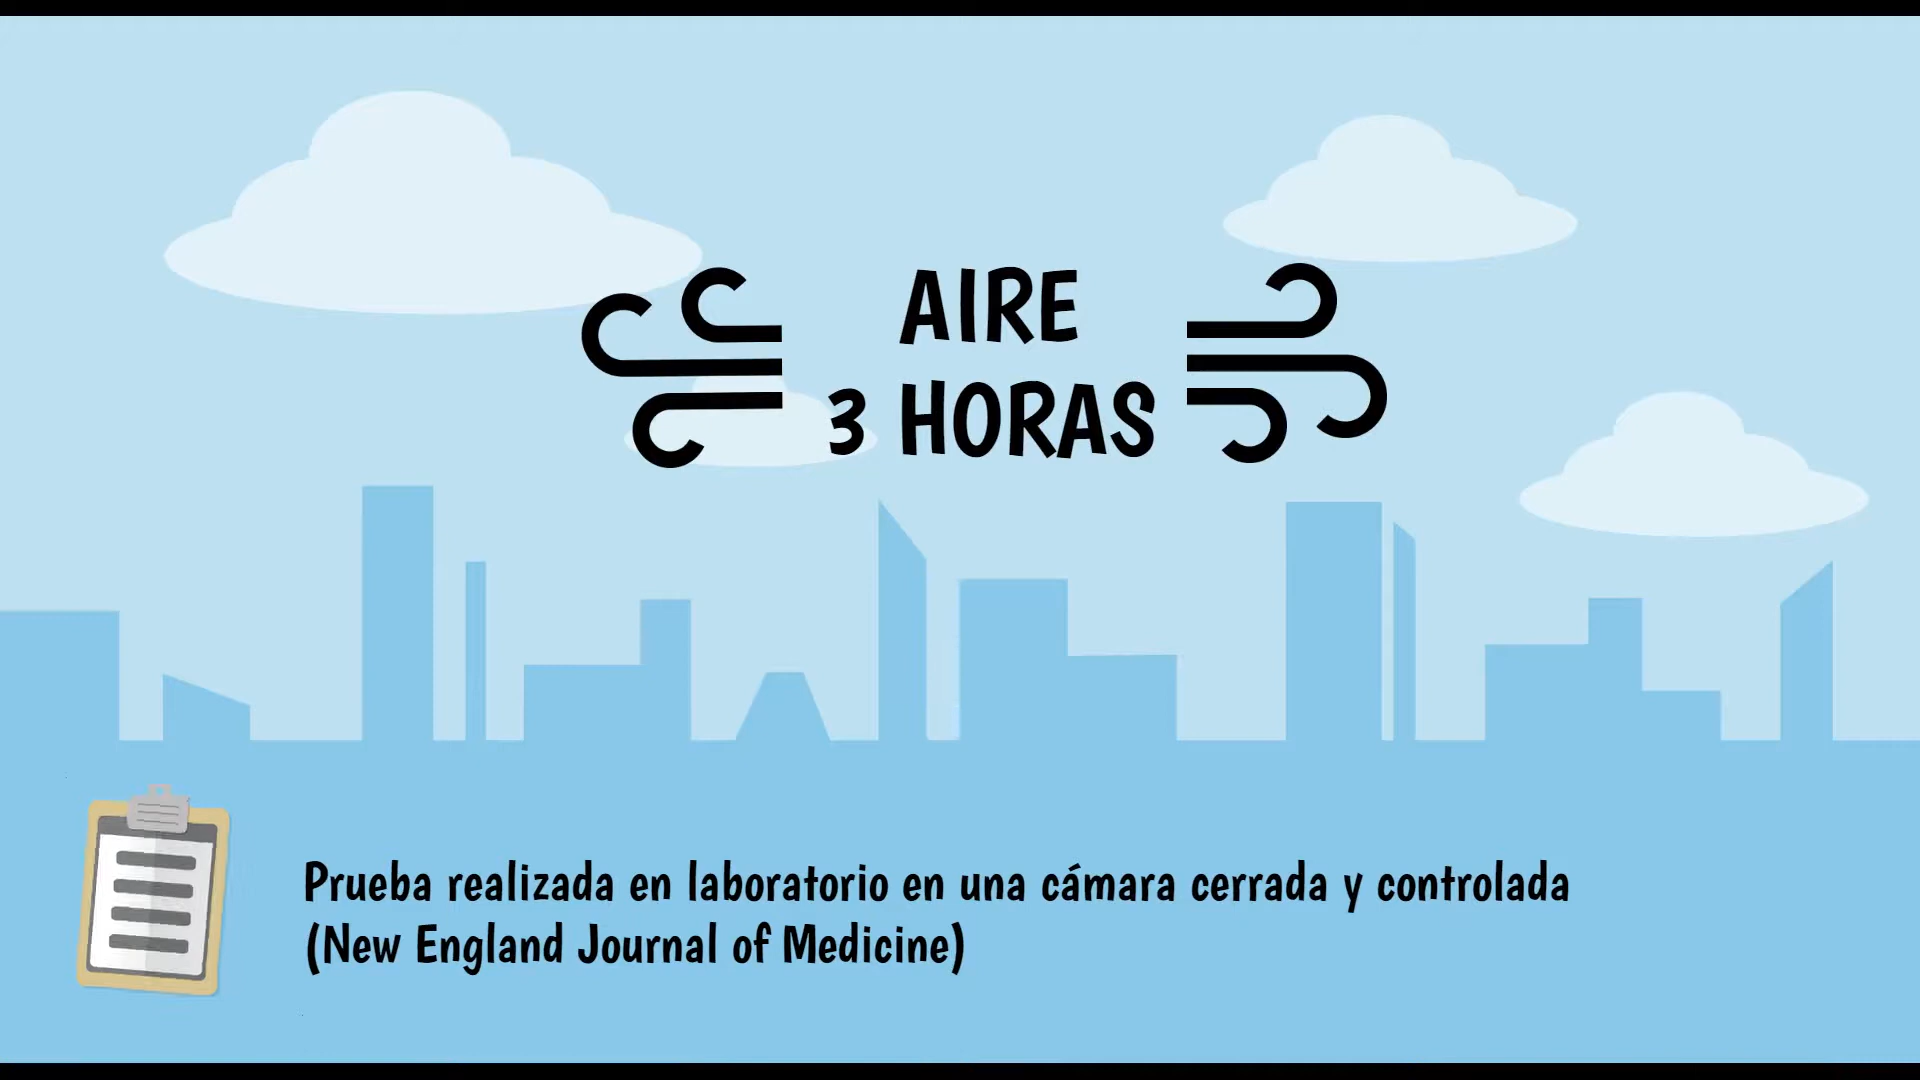 AIRE
3 HORAS
Prueba realizada en laboratorio en una cámara cerrada y controlada
(New England Journal of Medicine)